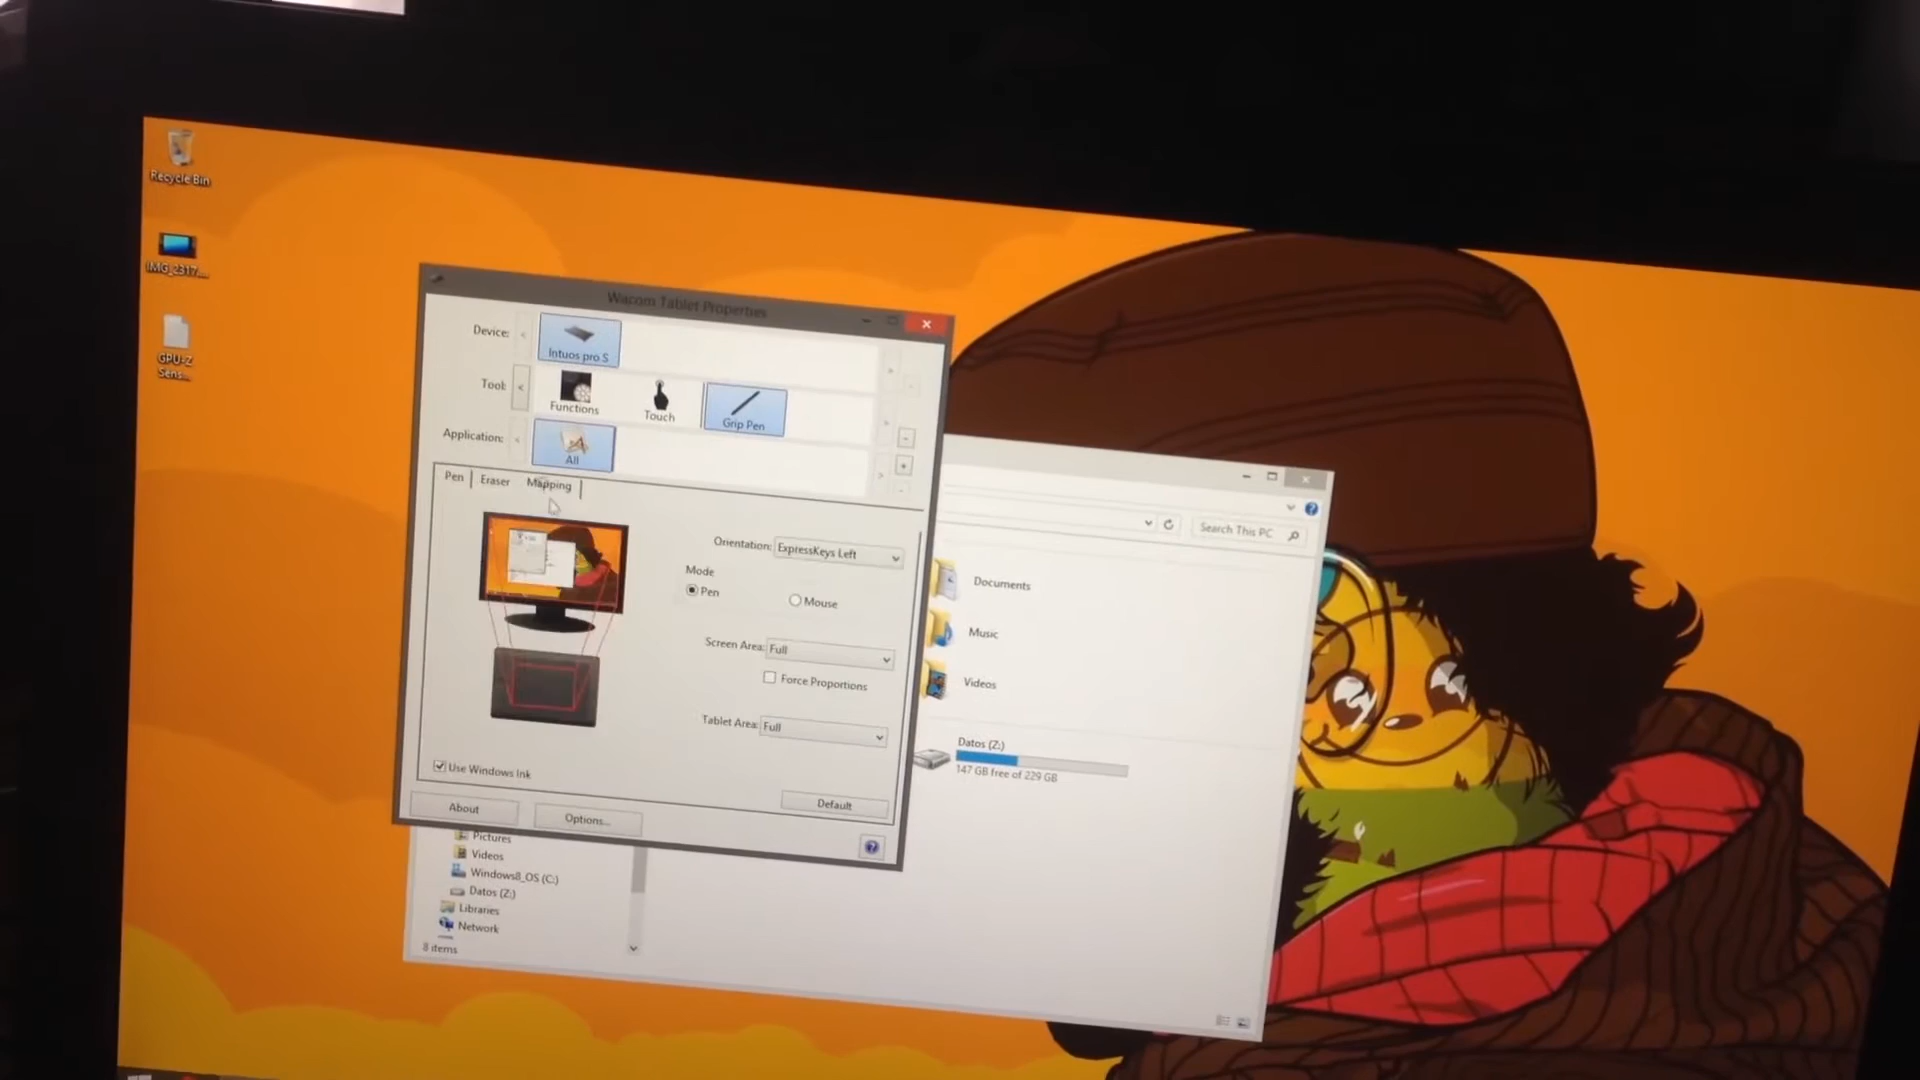 Recycle Bin
IMG_2317...
GPU-Z
Sens...
Wacom Tablet Properties
Device:
Intuos pro S
Tool:
Functions
Touch
Grip Pen
Application:
All
Pen
Eraser
Mapping
Orientation:
ExpressKeys Left
Mode
Pen
Mouse
Screen Area:
Full
Force Proportions
Tablet Area:
Full
Use Windows Ink
Default
About
Options...
Search This PC
Documents
Music
Videos
Datos (Z:)
147 GB free of 229 GB
Pictures
Videos
Windows8_OS (C:)
Datos (Z:)
Libraries
Network
8 items